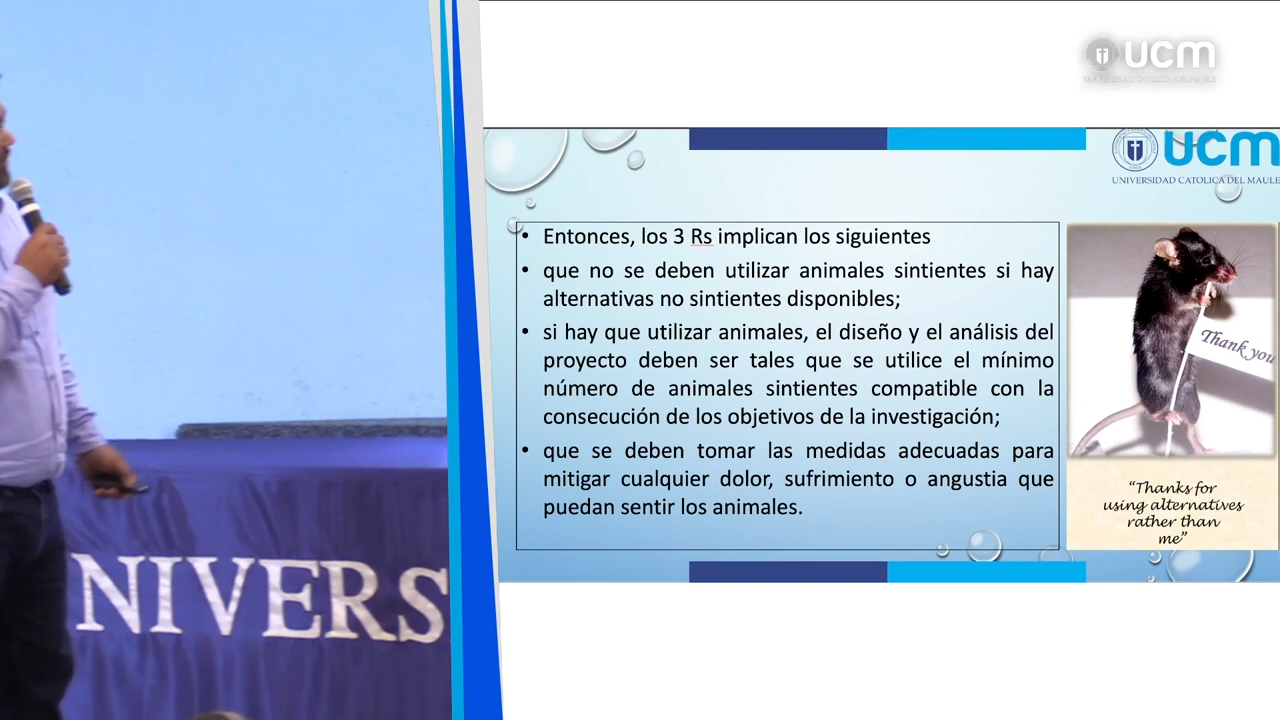 ucm
ucm
UNIVERSIDAD CATOLICA DEL MAULE
• Entonces, los 3 Rs implican los siguientes
• que no se deben utilizar animales sintientes si hay
alternativas no sintientes disponibles;
• si hay que utilizar animales, el diseño y el análisis del
proyecto deben ser tales que se utilice el mínimo
número de animales sintientes compatible con la
consecución de los objetivos de la investigación;
• que se deben tomar las medidas adecuadas para
mitigar cualquier dolor, sufrimiento o angustia que
puedan sentir los animales.
Thank you
“Thanks for
using alternatives
rather than
me”
NIVERS